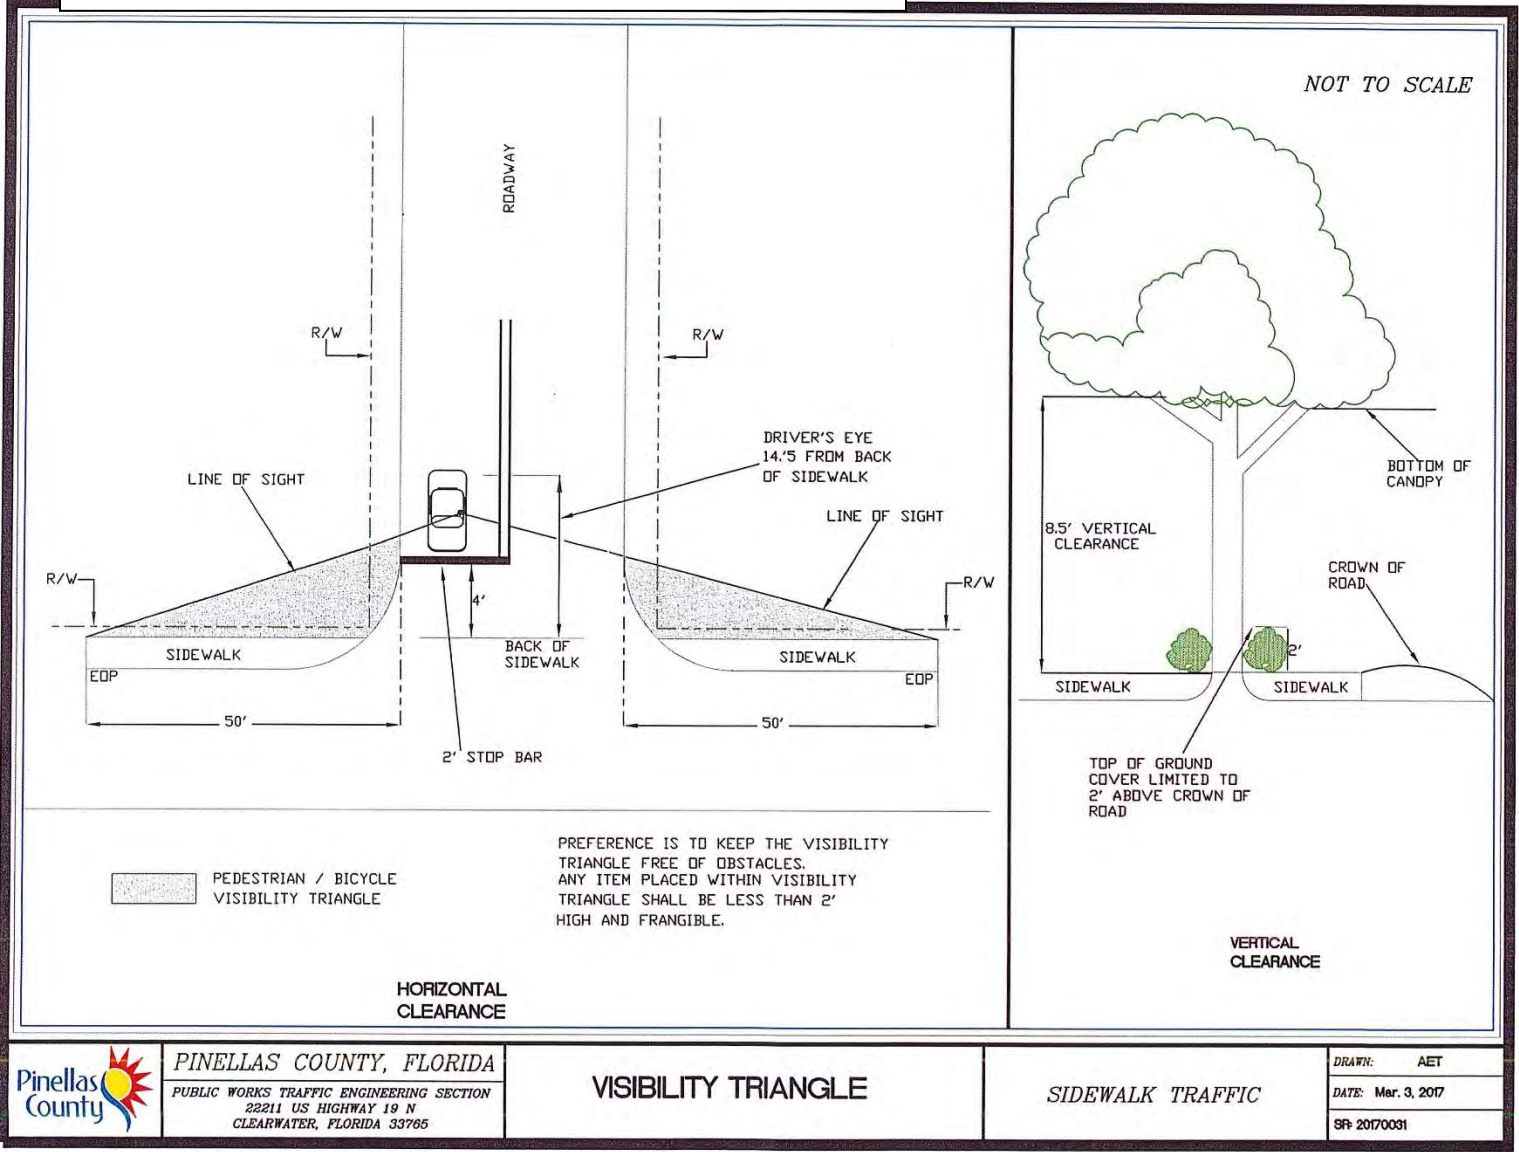 NOT TO SCALE
ROADWAY
R/W
R/W
DRIVER'S EYE
14.'5 FROM BACK
OF SIDEWALK
LINE OF SIGHT
LINE OF SIGHT
R/W
R/W
4'
BACK OF
SIDEWALK
SIDEWALK
SIDEWALK
EOP
EOP
50'
50'
2' STOP BAR
BOTTOM OF
CANOPY
8.5' VERTICAL
CLEARANCE
CROWN OF
ROAD
2'
SIDEWALK
SIDEWALK
TOP OF GROUND
COVER LIMITED TO
2' ABOVE CROWN OF
ROAD
PEDESTRIAN / BICYCLE
VISIBILITY TRIANGLE
PREFERENCE IS TO KEEP THE VISIBILITY
TRIANGLE FREE OF OBSTACLES.
ANY ITEM PLACED WITHIN VISIBILITY
TRIANGLE SHALL BE LESS THAN 2'
HIGH AND FRANGIBLE.
HORIZONTAL
CLEARANCE
VERTICAL
CLEARANCE
Pinellas
County
PINELLAS COUNTY, FLORIDA
PUBLIC WORKS TRAFFIC ENGINEERING SECTION
22211 US HIGHWAY 19 N
CLEARWATER, FLORIDA 33765
VISIBILITY TRIANGLE
SIDEWALK TRAFFIC
DRAWN: AET
DATE: Mar. 3, 2017
SR: 20170031